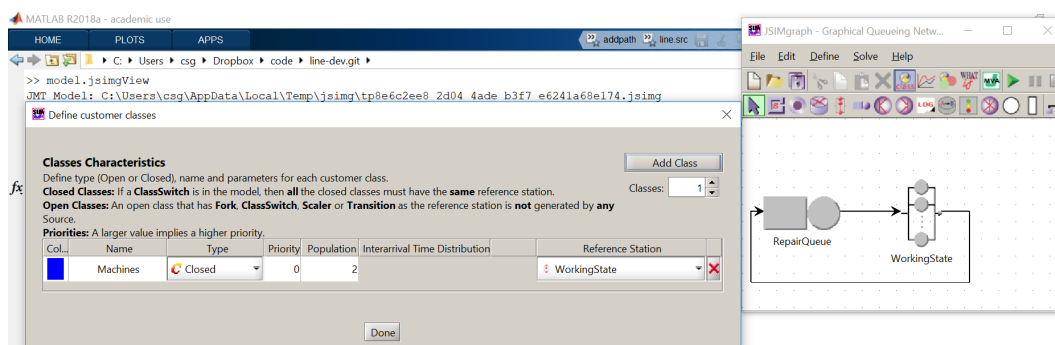 MATLAB R2018a - academic use
HOME PLOTS APPS
addpath line.src
C: Users csg Dropbox code line-dev.git
>> model.jsimgView
JMT Model: C:\Users\csg\AppData\Local\Temp\jsimg\tp8e6c2ee8_2d04_4ade_b3f7_e6241a68e174.jsimg
fx
Define customer classes
Classes Characteristics
Define type (Open or Closed), name and parameters for each customer class.
Closed Classes: If a ClassSwitch is in the model, then all the closed classes must have the same reference station.
Open Classes: An open class that has Fork, ClassSwitch, Scaler or Transition as the reference station is not generated by any
Source.
Priorities: A larger value implies a higher priority.
Add Class
Classes: 1
Col... Name Type Priority Population Interarrival Time Distribution Reference Station
Machines C Closed 0 2 WorkingState
Done
JSIMgraph - Graphical Queueing Netw...
File Edit Define Solve Help
CLASS WHAT IF MVA
LOG
RepairQueue
WorkingState